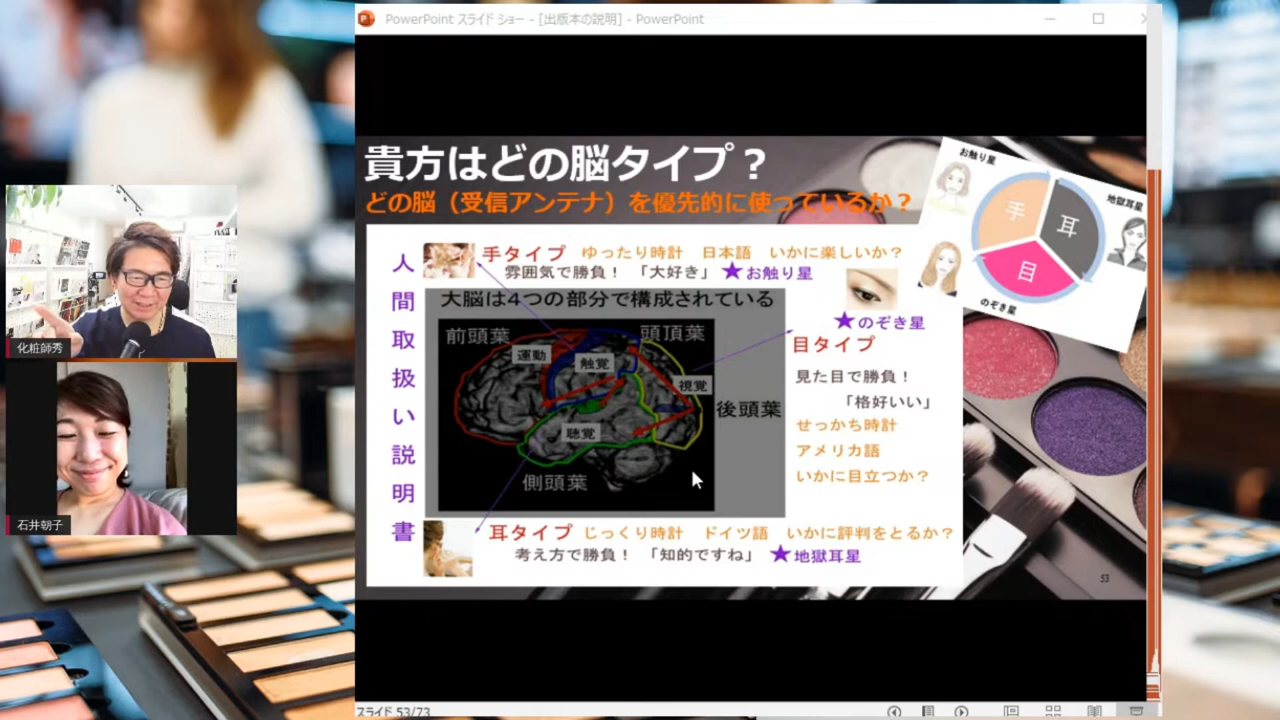 PowerPoint スライド ショー - [出版本の説明] - PowerPoint
貴方はどの脳タイプ？
どの脳（受信アンテナ）を優先的に使っているか？
お触り星
地獄耳星
手
耳
目
のぞき星
人間取扱い説明書
手タイプ ゆったり時計 日本語 いかに楽しいか？
雰囲気で勝負！ 「大好き」 ★お触り星
大脳は4つの部分で構成されている
前頭葉
頭頂葉
運動
触覚
視覚
後頭葉
聴覚
側頭葉
★のぞき星
目タイプ
見た目で勝負！
「格好いい」
せっかち時計
アメリカ語
いかに目立つか？
耳タイプ じっくり時計 ドイツ語 いかに評判をとるか？
考え方で勝負！ 「知的ですね」 ★地獄耳星
53
化粧師秀
石井朝子
スライド 53/73